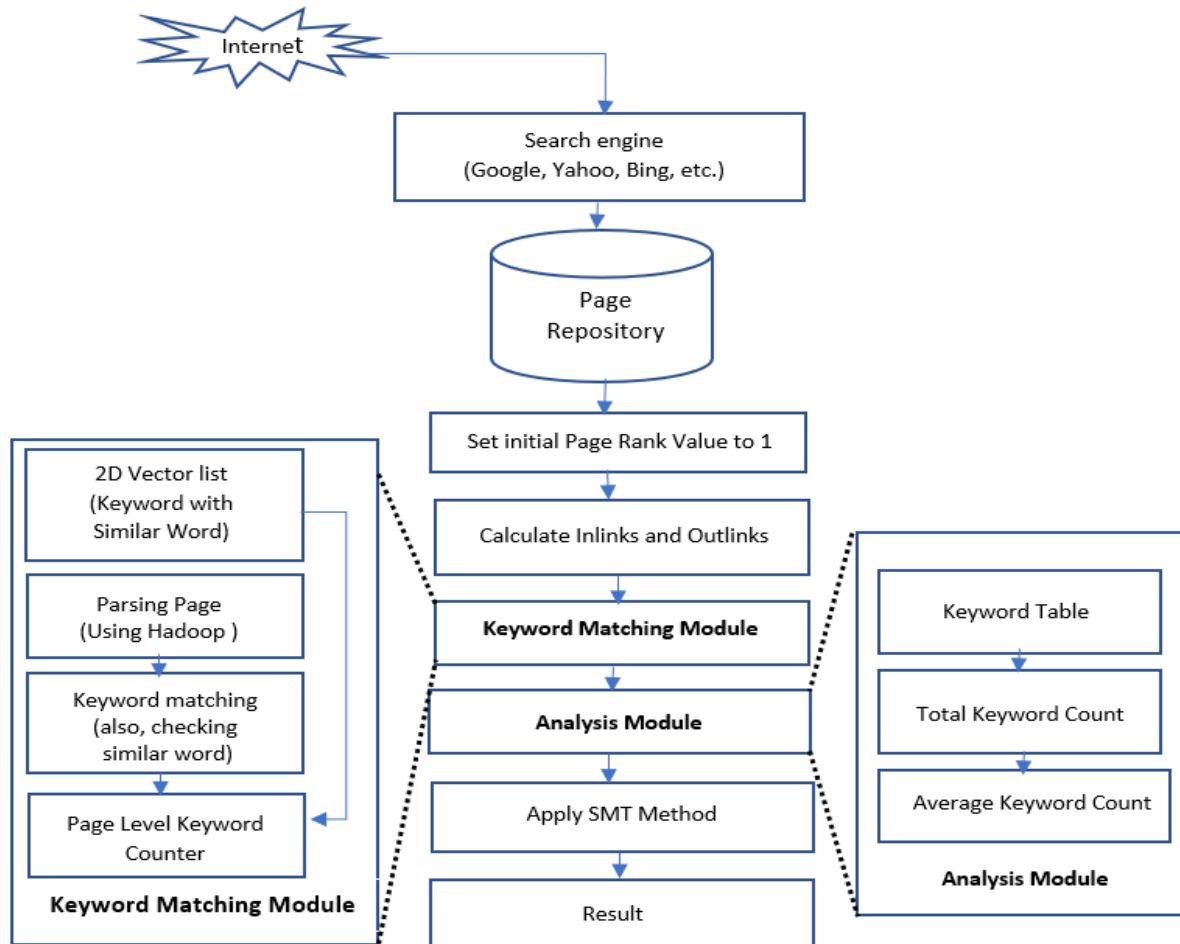 Internet
Search engine
(Google, Yahoo, Bing, etc.)
Page
Repository
Set initial Page Rank Value to 1
Calculate Inlinks and Outlinks
Keyword Matching Module
Analysis Module
Apply SMT Method
Result
2D Vector list
(Keyword with
Similar Word)
Parsing Page
(Using Hadoop )
Keyword matching
(also, checking
similar word)
Page Level Keyword
Counter
Keyword Matching Module
Keyword Table
Total Keyword Count
Average Keyword Count
Analysis Module